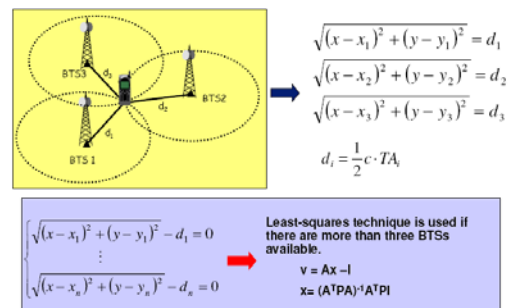 BTS3
d₃
BTS2
d₂
d₁
BTS 1
√(x−x₁)² + (y−y₁)² = d₁
√(x−x₂)² + (y−y₂)² = d₂
√(x−x₃)² + (y−y₃)² = d₃
dᵢ = 1/2 c·TAᵢ
√(x−x₁)² + (y−y₁)² − d₁ = 0
⋮
√(x−xₙ)² + (y−yₙ)² − dₙ = 0
Least-squares technique is used if
there are more than three BTSs
available.
v = Ax –l
x= (AᵀPA)⁻¹AᵀPl